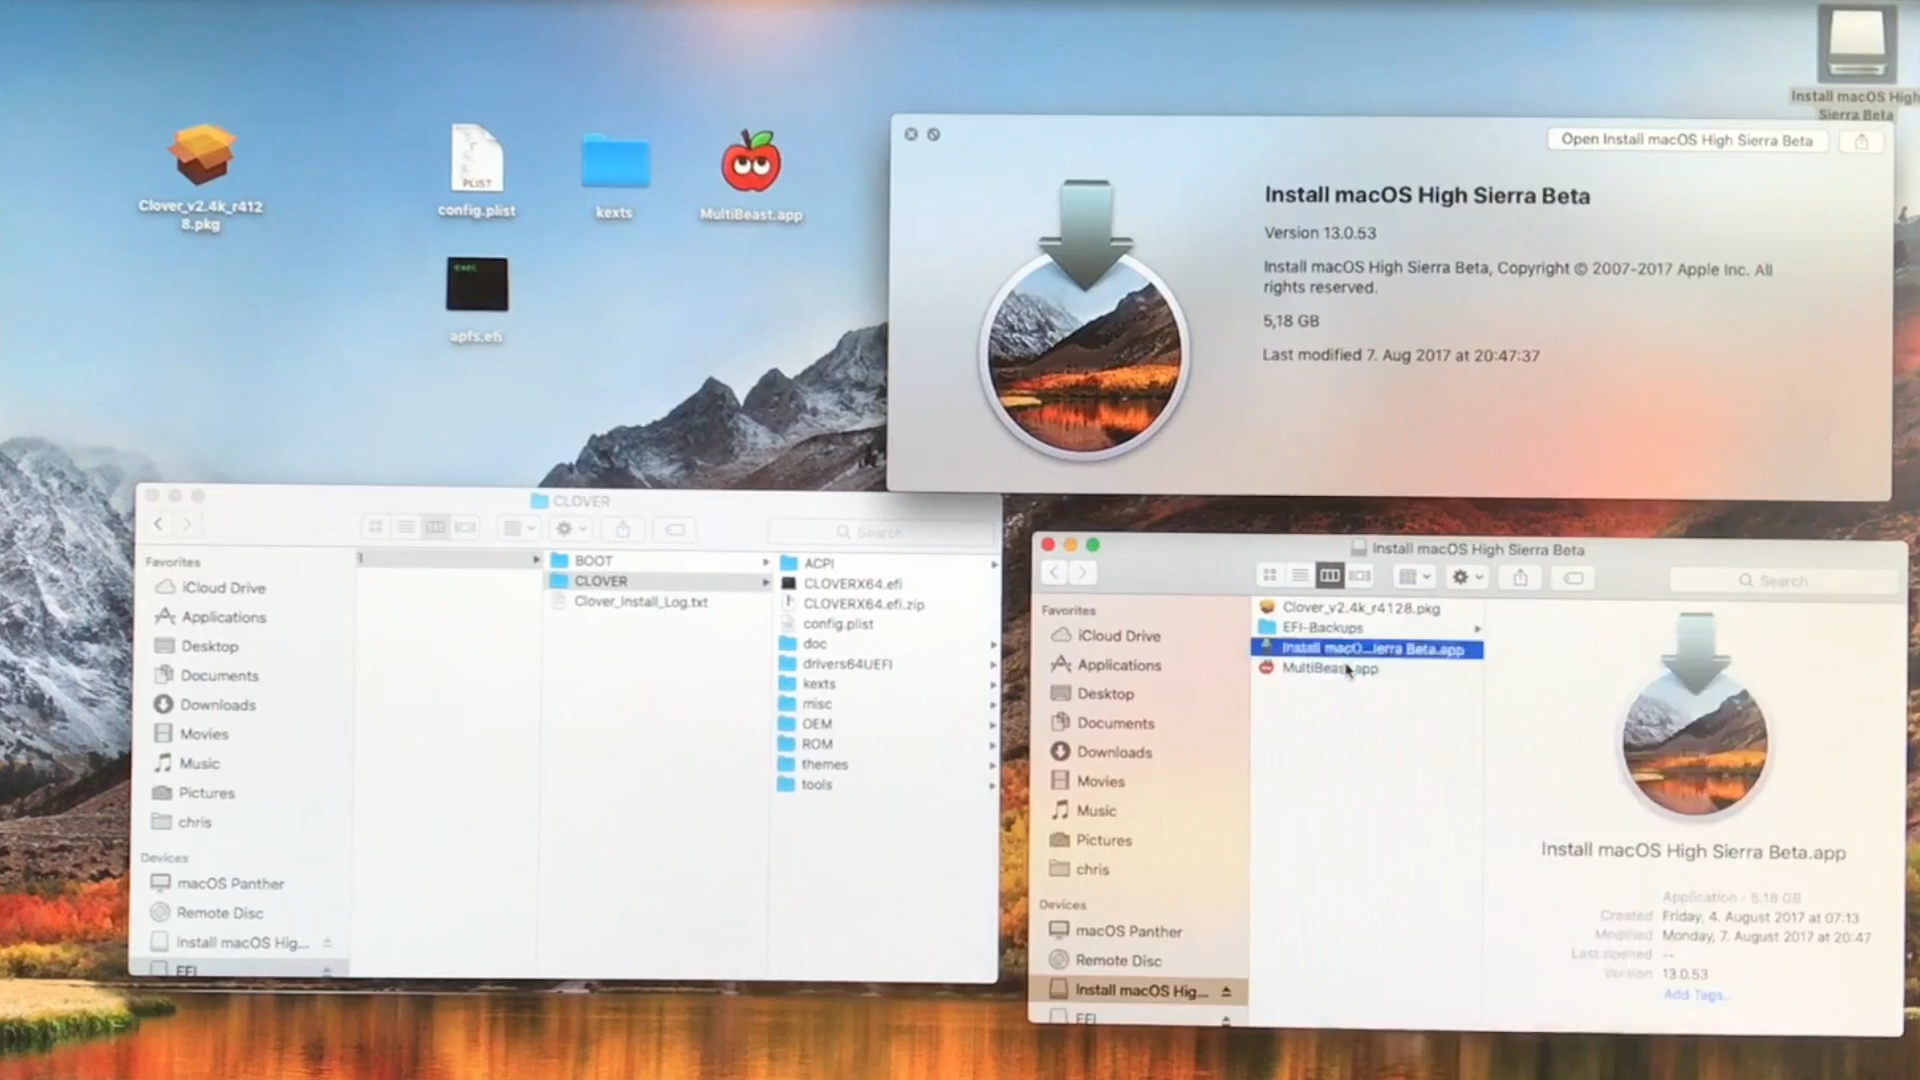 Install macOS High
Sierra Beta
Clover_v2.4k_r412
8.pkg
PLIST
config.plist
kexts
MultiBeast.app
exec
apfs.efi
Open Install macOS High Sierra Beta
Install macOS High Sierra Beta
Version 13.0.53
Install macOS High Sierra Beta, Copyright © 2007-2017 Apple Inc. All
rights reserved.
5,18 GB
Last modified 7. Aug 2017 at 20:47:37
CLOVER
Search
Favorites
iCloud Drive
Applications
Desktop
Documents
Downloads
Movies
Music
Pictures
chris
Devices
macOS Panther
Remote Disc
Install macOS Hig...
EFI
BOOT
CLOVER
Clover_Install_Log.txt
ACPI
CLOVERX64.efi
CLOVERX64.efi.zip
config.plist
doc
drivers64UEFI
kexts
misc
OEM
ROM
themes
tools
Install macOS High Sierra Beta
Search
Favorites
iCloud Drive
Applications
Desktop
Documents
Downloads
Movies
Music
Pictures
chris
Devices
macOS Panther
Remote Disc
Install macOS Hig...
EFI
Clover_v2.4k_r4128.pkg
EFI-Backups
Install macO...ierra Beta.app
MultiBeast.app
Install macOS High Sierra Beta.app
Application - 5,18 GB
Created Friday, 4. August 2017 at 07:13
Modified Monday, 7. August 2017 at 20:47
Last opened --
Version 13.0.53
Add Tags...